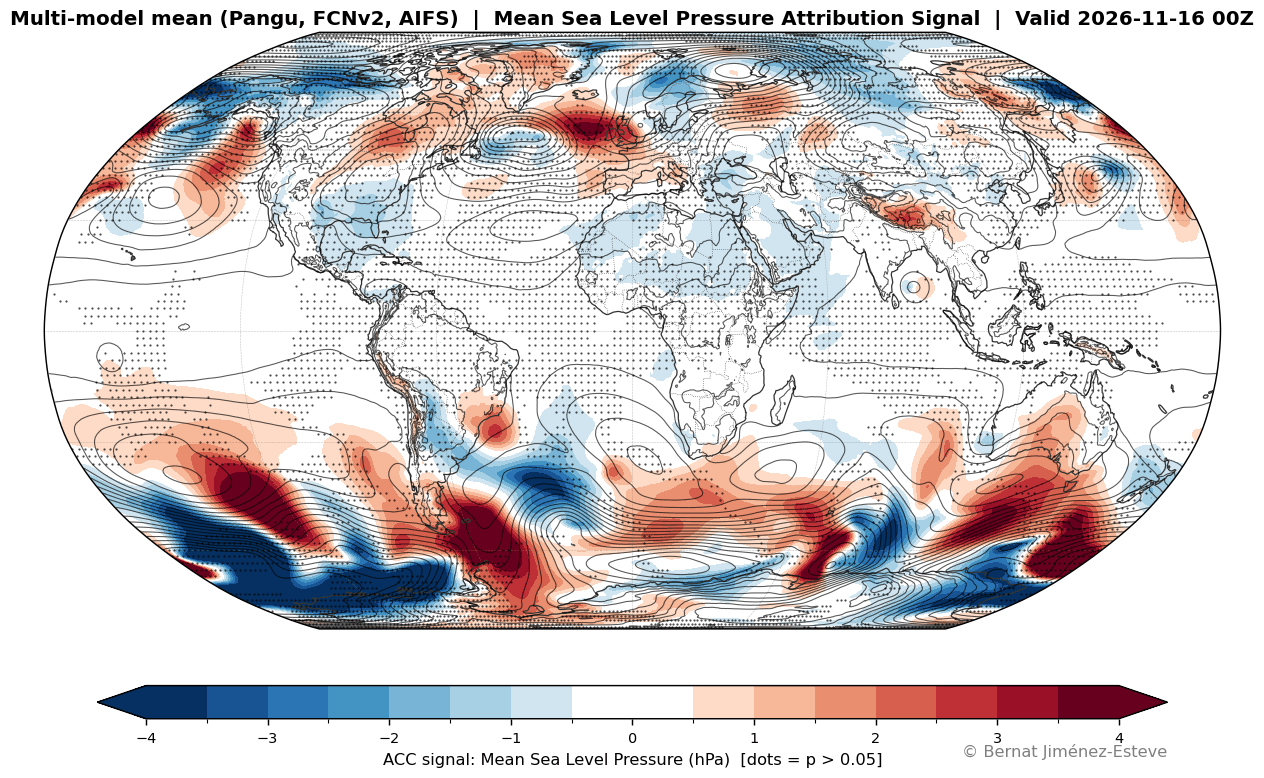 Multi-model mean (Pangu, FCNv2, AIFS)  |  Mean Sea Level Pressure Attribution Signal  |  Valid 2026-11-16 00Z
−4 −3 −2 −1 0 1 2 3 4
ACC signal: Mean Sea Level Pressure (hPa)  [dots = p > 0.05]
© Bernat Jiménez-Esteve